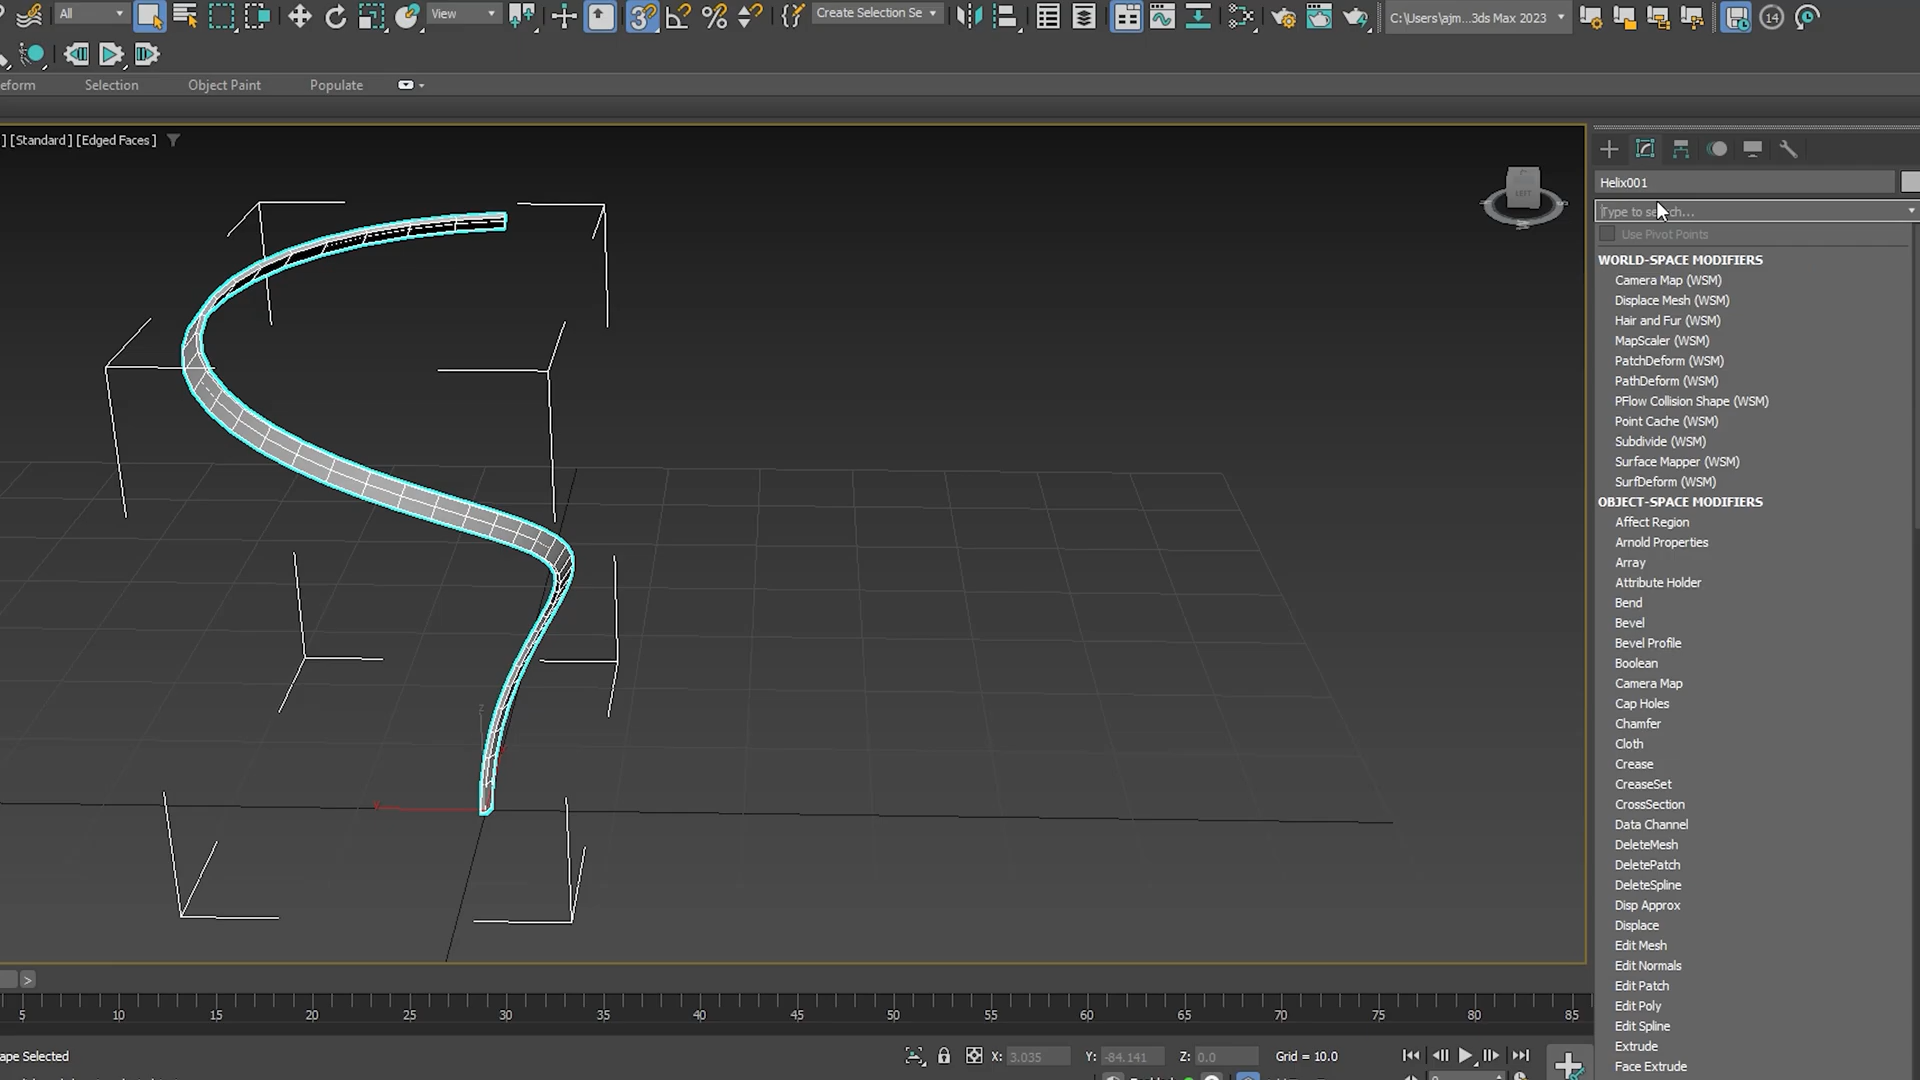 All
View
Create Selection Se
C:\Users\ajm...3ds Max 2023
14
eform
Selection
Object Paint
Populate
] [Standard] [Edged Faces]
LEFT
Helix001
Type to search...
Use Pivot Points
WORLD-SPACE MODIFIERS
Camera Map (WSM)
Displace Mesh (WSM)
Hair and Fur (WSM)
MapScaler (WSM)
PatchDeform (WSM)
PathDeform (WSM)
PFlow Collision Shape (WSM)
Point Cache (WSM)
Subdivide (WSM)
Surface Mapper (WSM)
SurfDeform (WSM)
OBJECT-SPACE MODIFIERS
Affect Region
Arnold Properties
Array
Attribute Holder
Bend
Bevel
Bevel Profile
Boolean
Camera Map
Cap Holes
Chamfer
Cloth
Crease
CreaseSet
CrossSection
Data Channel
DeleteMesh
DeletePatch
DeleteSpline
Disp Approx
Displace
Edit Mesh
Edit Normals
Edit Patch
Edit Poly
Edit Spline
Extrude
Face Extrude
>
5 10 15 20 25 30 35 40 45 50 55 60 65 70 75 80 85
ape Selected
X: 3.035 Y: -84.141 Z: 0.0 Grid = 10.0